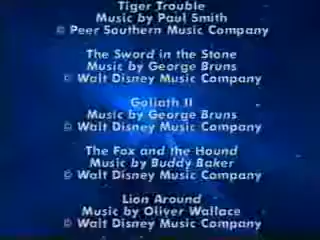 Tiger Trouble
Music by Paul Smith
© Peer Southern Music Company
The Sword in the Stone
Music by George Bruns
© Walt Disney Music Company
Goliath II
Music by George Bruns
© Walt Disney Music Company
The Fox and the Hound
Music by Buddy Baker
© Walt Disney Music Company
Lion Around
Music by Oliver Wallace
© Walt Disney Music Company